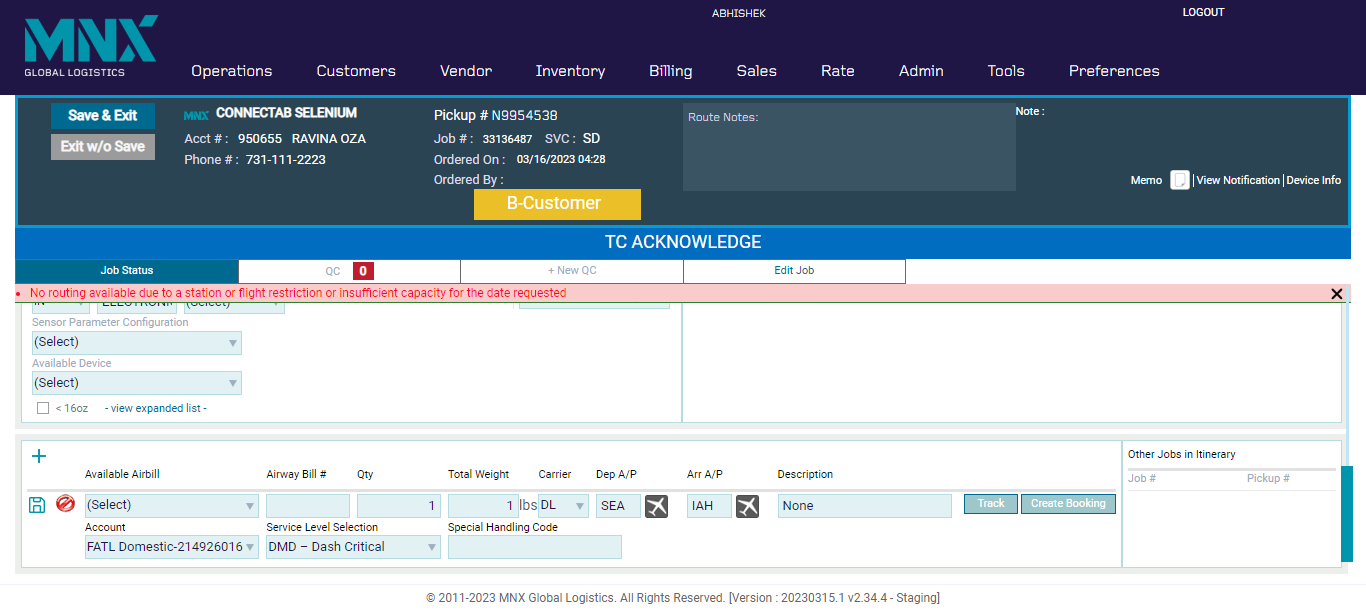 ABHISHEK
LOGOUT
MNX
GLOBAL LOGISTICS
Operations Customers Vendor Inventory Billing Sales Rate Admin Tools Preferences
Save & Exit
Exit w/o Save
MNX CONNECTAB SELENIUM
Acct # : 950655 RAVINA OZA
Phone # : 731-111-2223
Pickup # N9954538
Job # : 33136487 SVC : SD
Ordered On : 03/16/2023 04:28
Ordered By :
B-Customer
Route Notes:
Note :
Memo | View Notification | Device Info
TC ACKNOWLEDGE
Job Status QC 0 + New QC Edit Job
No routing available due to a station or flight restriction or insufficient capacity for the date requested
(Select)
Sensor Parameter Configuration
(Select)
Available Device
(Select)
< 16oz - view expanded list -
Available Airbill Airway Bill # Qty Total Weight Carrier Dep A/P Arr A/P Description
(Select) 1 1 lbs DL SEA IAH None Track Create Booking
Account Service Level Selection Special Handling Code
FATL Domestic-214926016 DMD – Dash Critical
Other Jobs in Itinerary
Job # Pickup #
© 2011-2023 MNX Global Logistics. All Rights Reserved. [Version : 20230315.1 v2.34.4 - Staging]